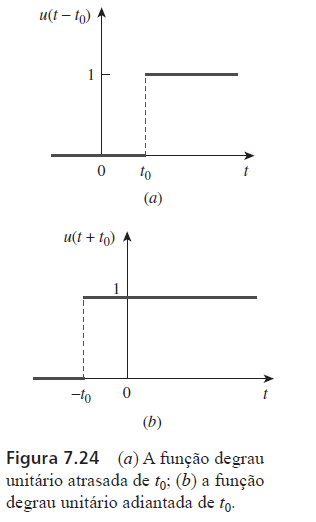 u(t – t₀)
1
0 t₀ t
(a)
u(t + t₀)
1
–t₀ 0 t
(b)
Figura 7.24 (a) A função degrau
unitário atrasada de t₀; (b) a função
degrau unitário adiantada de t₀.